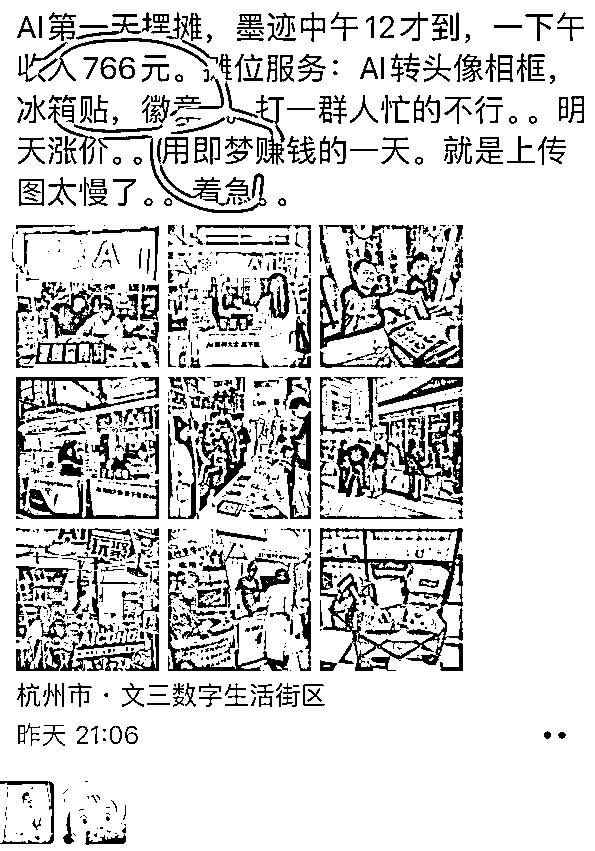 AI第一天摆摊，墨迹中午12才到，一下午
收入766元。摊位服务：AI转头像相框，
冰箱贴，徽章。。打一群人忙的不行。。明
天涨价。。用即梦赚钱的一天。就是上传
图太慢了。。着急。。
AI
杭州市·文三数字生活街区
昨天 21:06